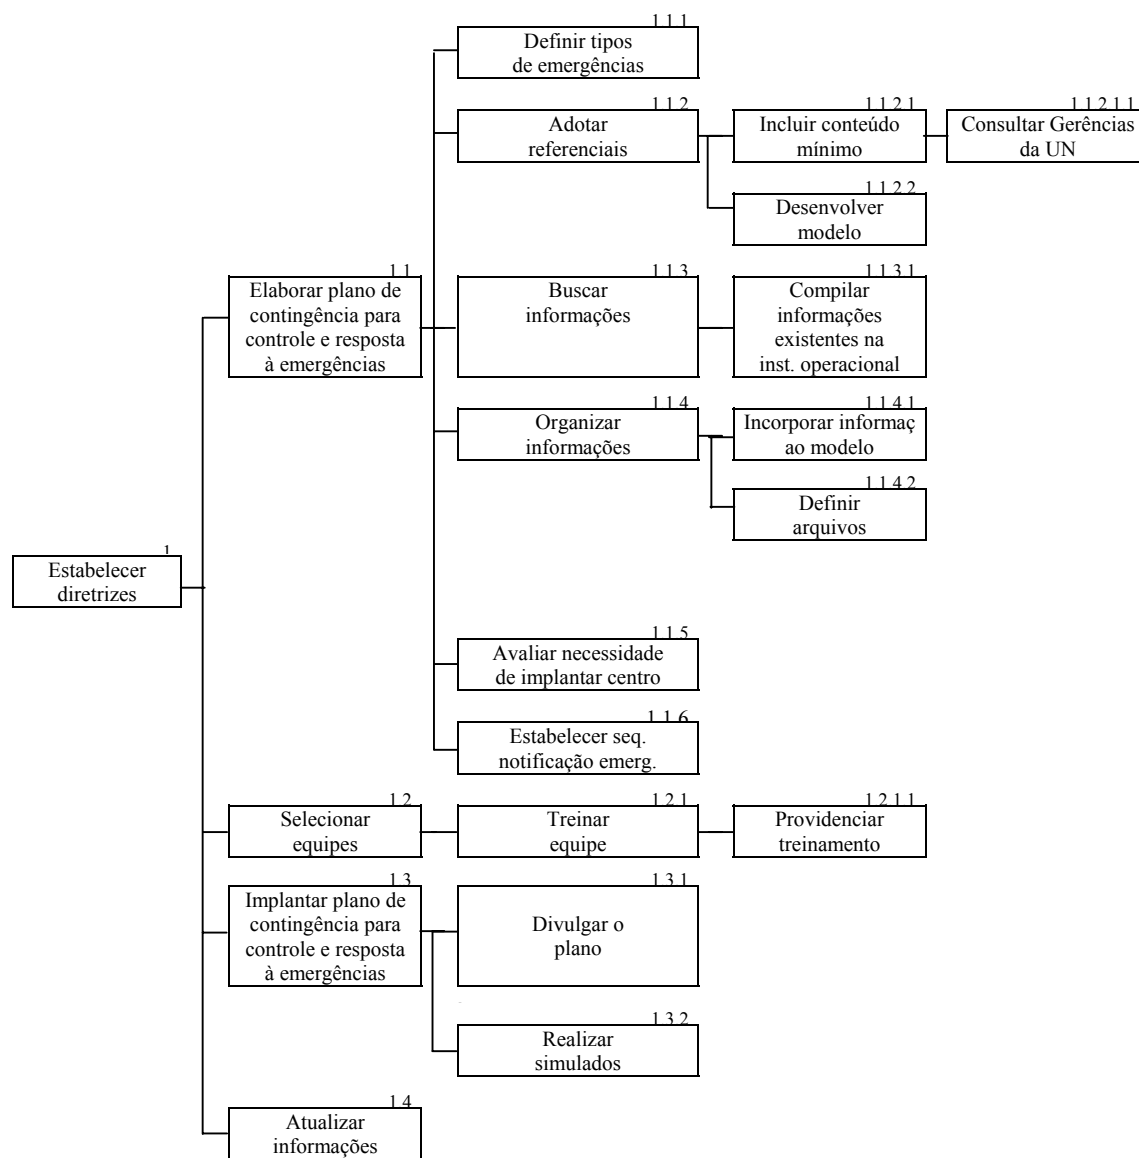 1 1 1
Definir tipos
de emergências
1 1 2
Adotar
referenciais
1 1 2 1
Incluir conteúdo
mínimo
1 1 2 1 1
Consultar Gerências
da UN
1 1 2 2
Desenvolver
modelo
1 1
Elaborar plano de
contingência para
controle e resposta
à emergências
1 1 3
Buscar
informações
1 1 3 1
Compilar
informações
existentes na
inst. operacional
1 1 4
Organizar
informações
1 1 4 1
Incorporar informaç
ao modelo
1 1 4 2
Definir
arquivos
1
Estabelecer
diretrizes
1 1 5
Avaliar necessidade
de implantar centro
1 1 6
Estabelecer seq.
notificação emerg.
1 2
Selecionar
equipes
1 2 1
Treinar
equipe
1 2 1 1
Providenciar
treinamento
1 3
Implantar plano de
contingência para
controle e resposta
à emergências
1 3 1
Divulgar o
plano
1 3 2
Realizar
simulados
1 4
Atualizar
informações